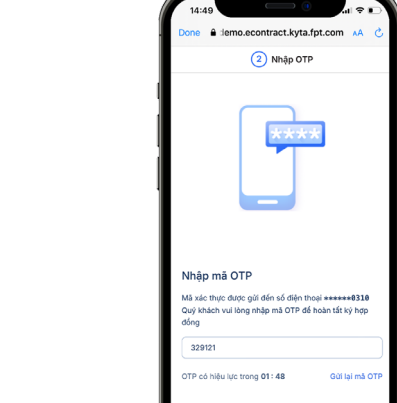 14:49
Done demo.econtract.kyta.fpt.com AA
2 Nhập OTP
****
Nhập mã OTP
Mã xác thực được gửi đến số điện thoại ******0310
Quý khách vui lòng nhập mã OTP để hoàn tất ký hợp
đồng
329121
OTP có hiệu lực trong 01 : 48 Gửi lại mã OTP